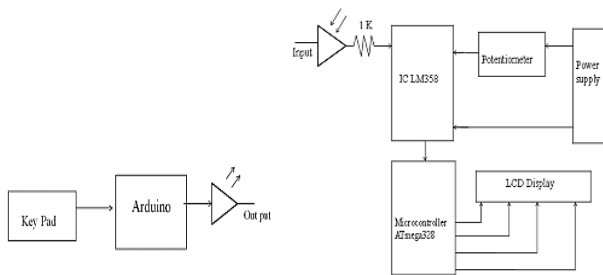 Key Pad
Arduino
Out put
Input
1 K
IC LM358
Potentiometer
Power
supply
Microcontroller
ATmega328
LCD Display